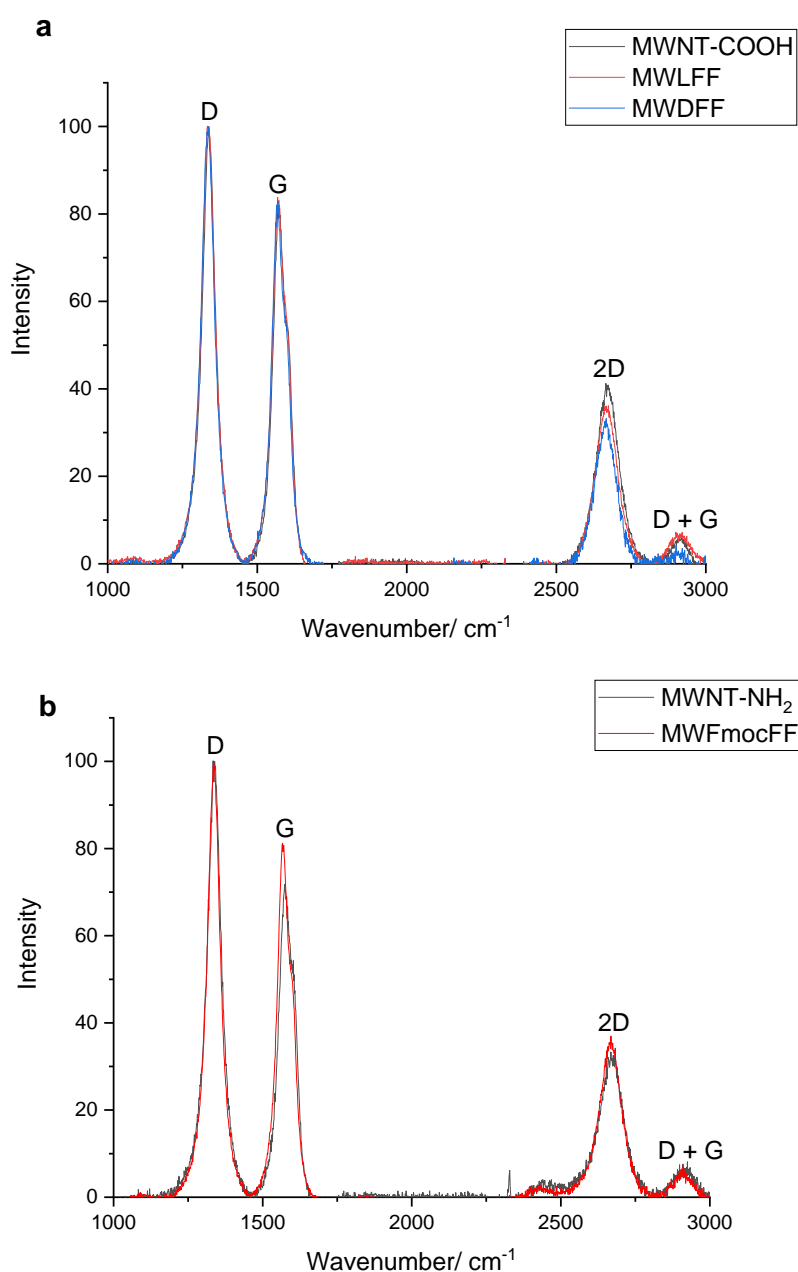 a
MWNT-COOH
MWLFF
MWDFF
D
G
2D
D + G
100
80
60
40
20
0
Intensity
1000 1500 2000 2500 3000
Wavenumber/ cm⁻¹
b
MWNT-NH₂
MWFmocFF
D
G
2D
D + G
100
80
60
40
20
0
Intensity
1000 1500 2000 2500 3000
Wavenumber/ cm⁻¹